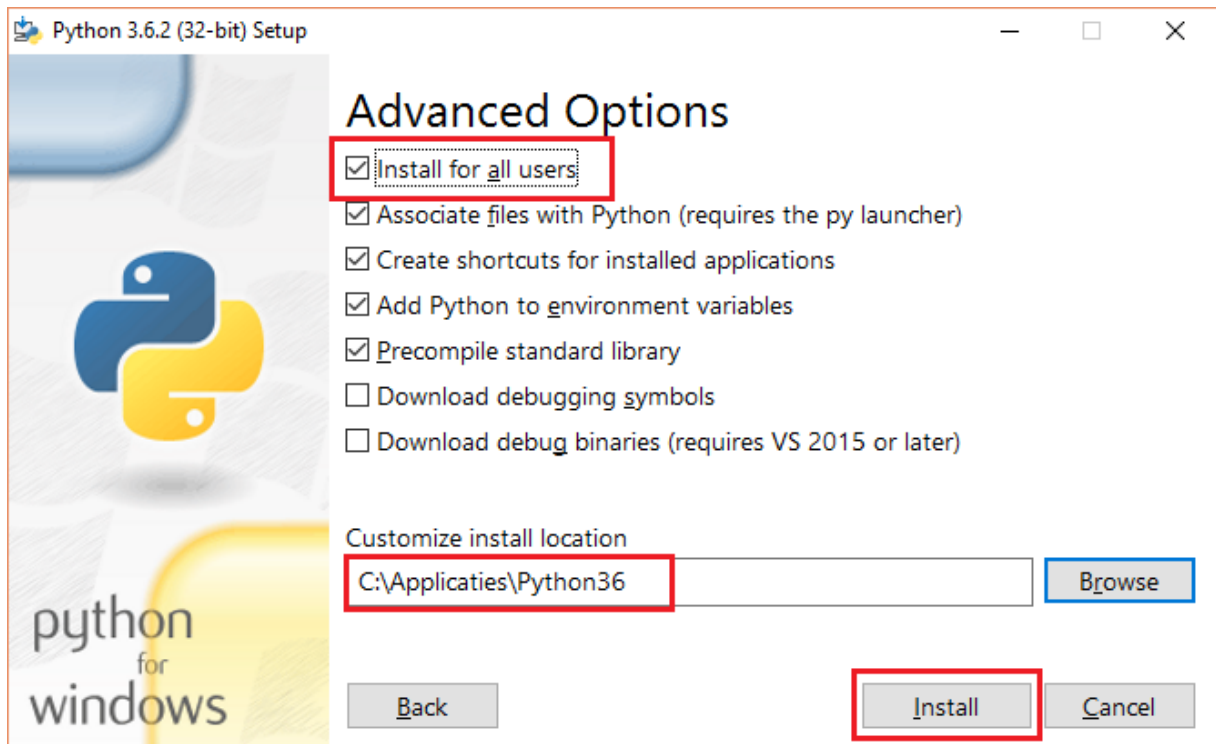 Python 3.6.2 (32-bit) Setup
Advanced Options
Install for all users
Associate files with Python (requires the py launcher)
Create shortcuts for installed applications
Add Python to environment variables
Precompile standard library
Download debugging symbols
Download debug binaries (requires VS 2015 or later)
Customize install location
C:\Applicaties\Python36
Browse
python
for
windows
Back
Install
Cancel